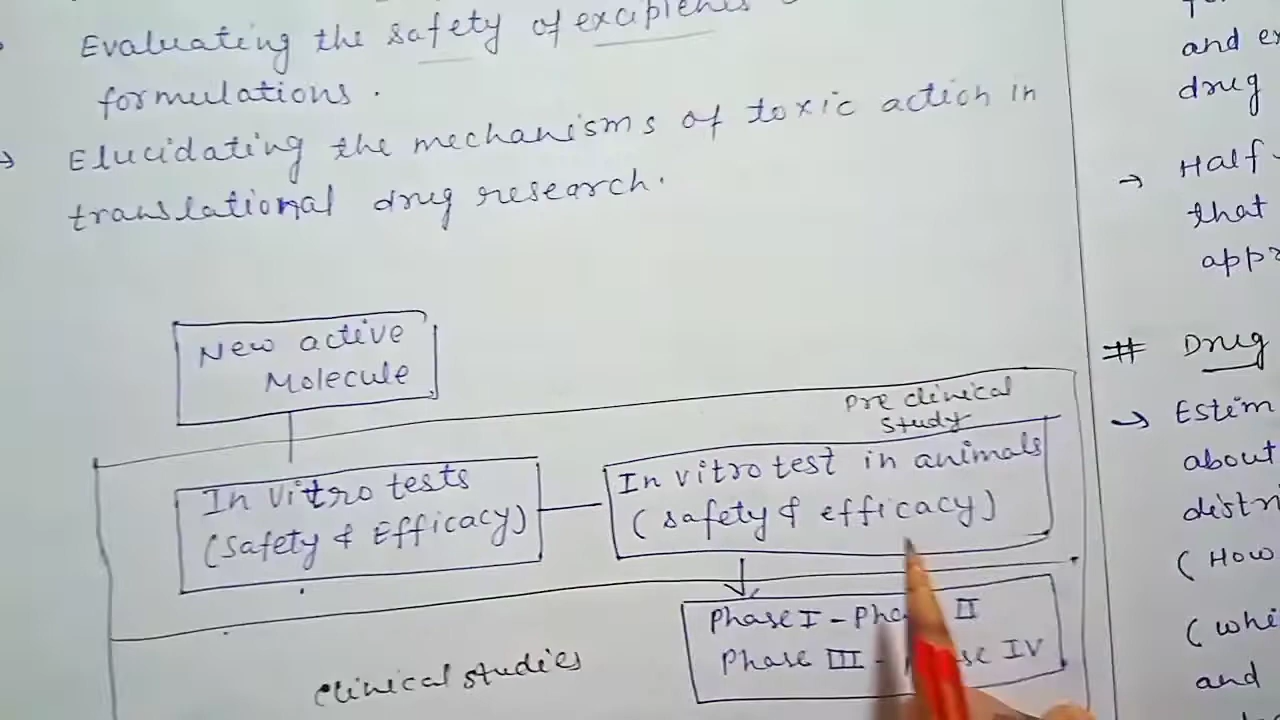 Evaluating the safety of excipients
formulations.
→ Elucidating the mechanisms of toxic action in
translational drug research.
New active
Molecule
Pre clinical
study
In vitro tests
(Safety & Efficacy)
In vitro test in animals
(safety & efficacy)
Phase I - II
Phase III - IV
Clinical studies
and
drug
→ Half-
that
# Drug
→ Estim
about
distri
(How
(whi
and